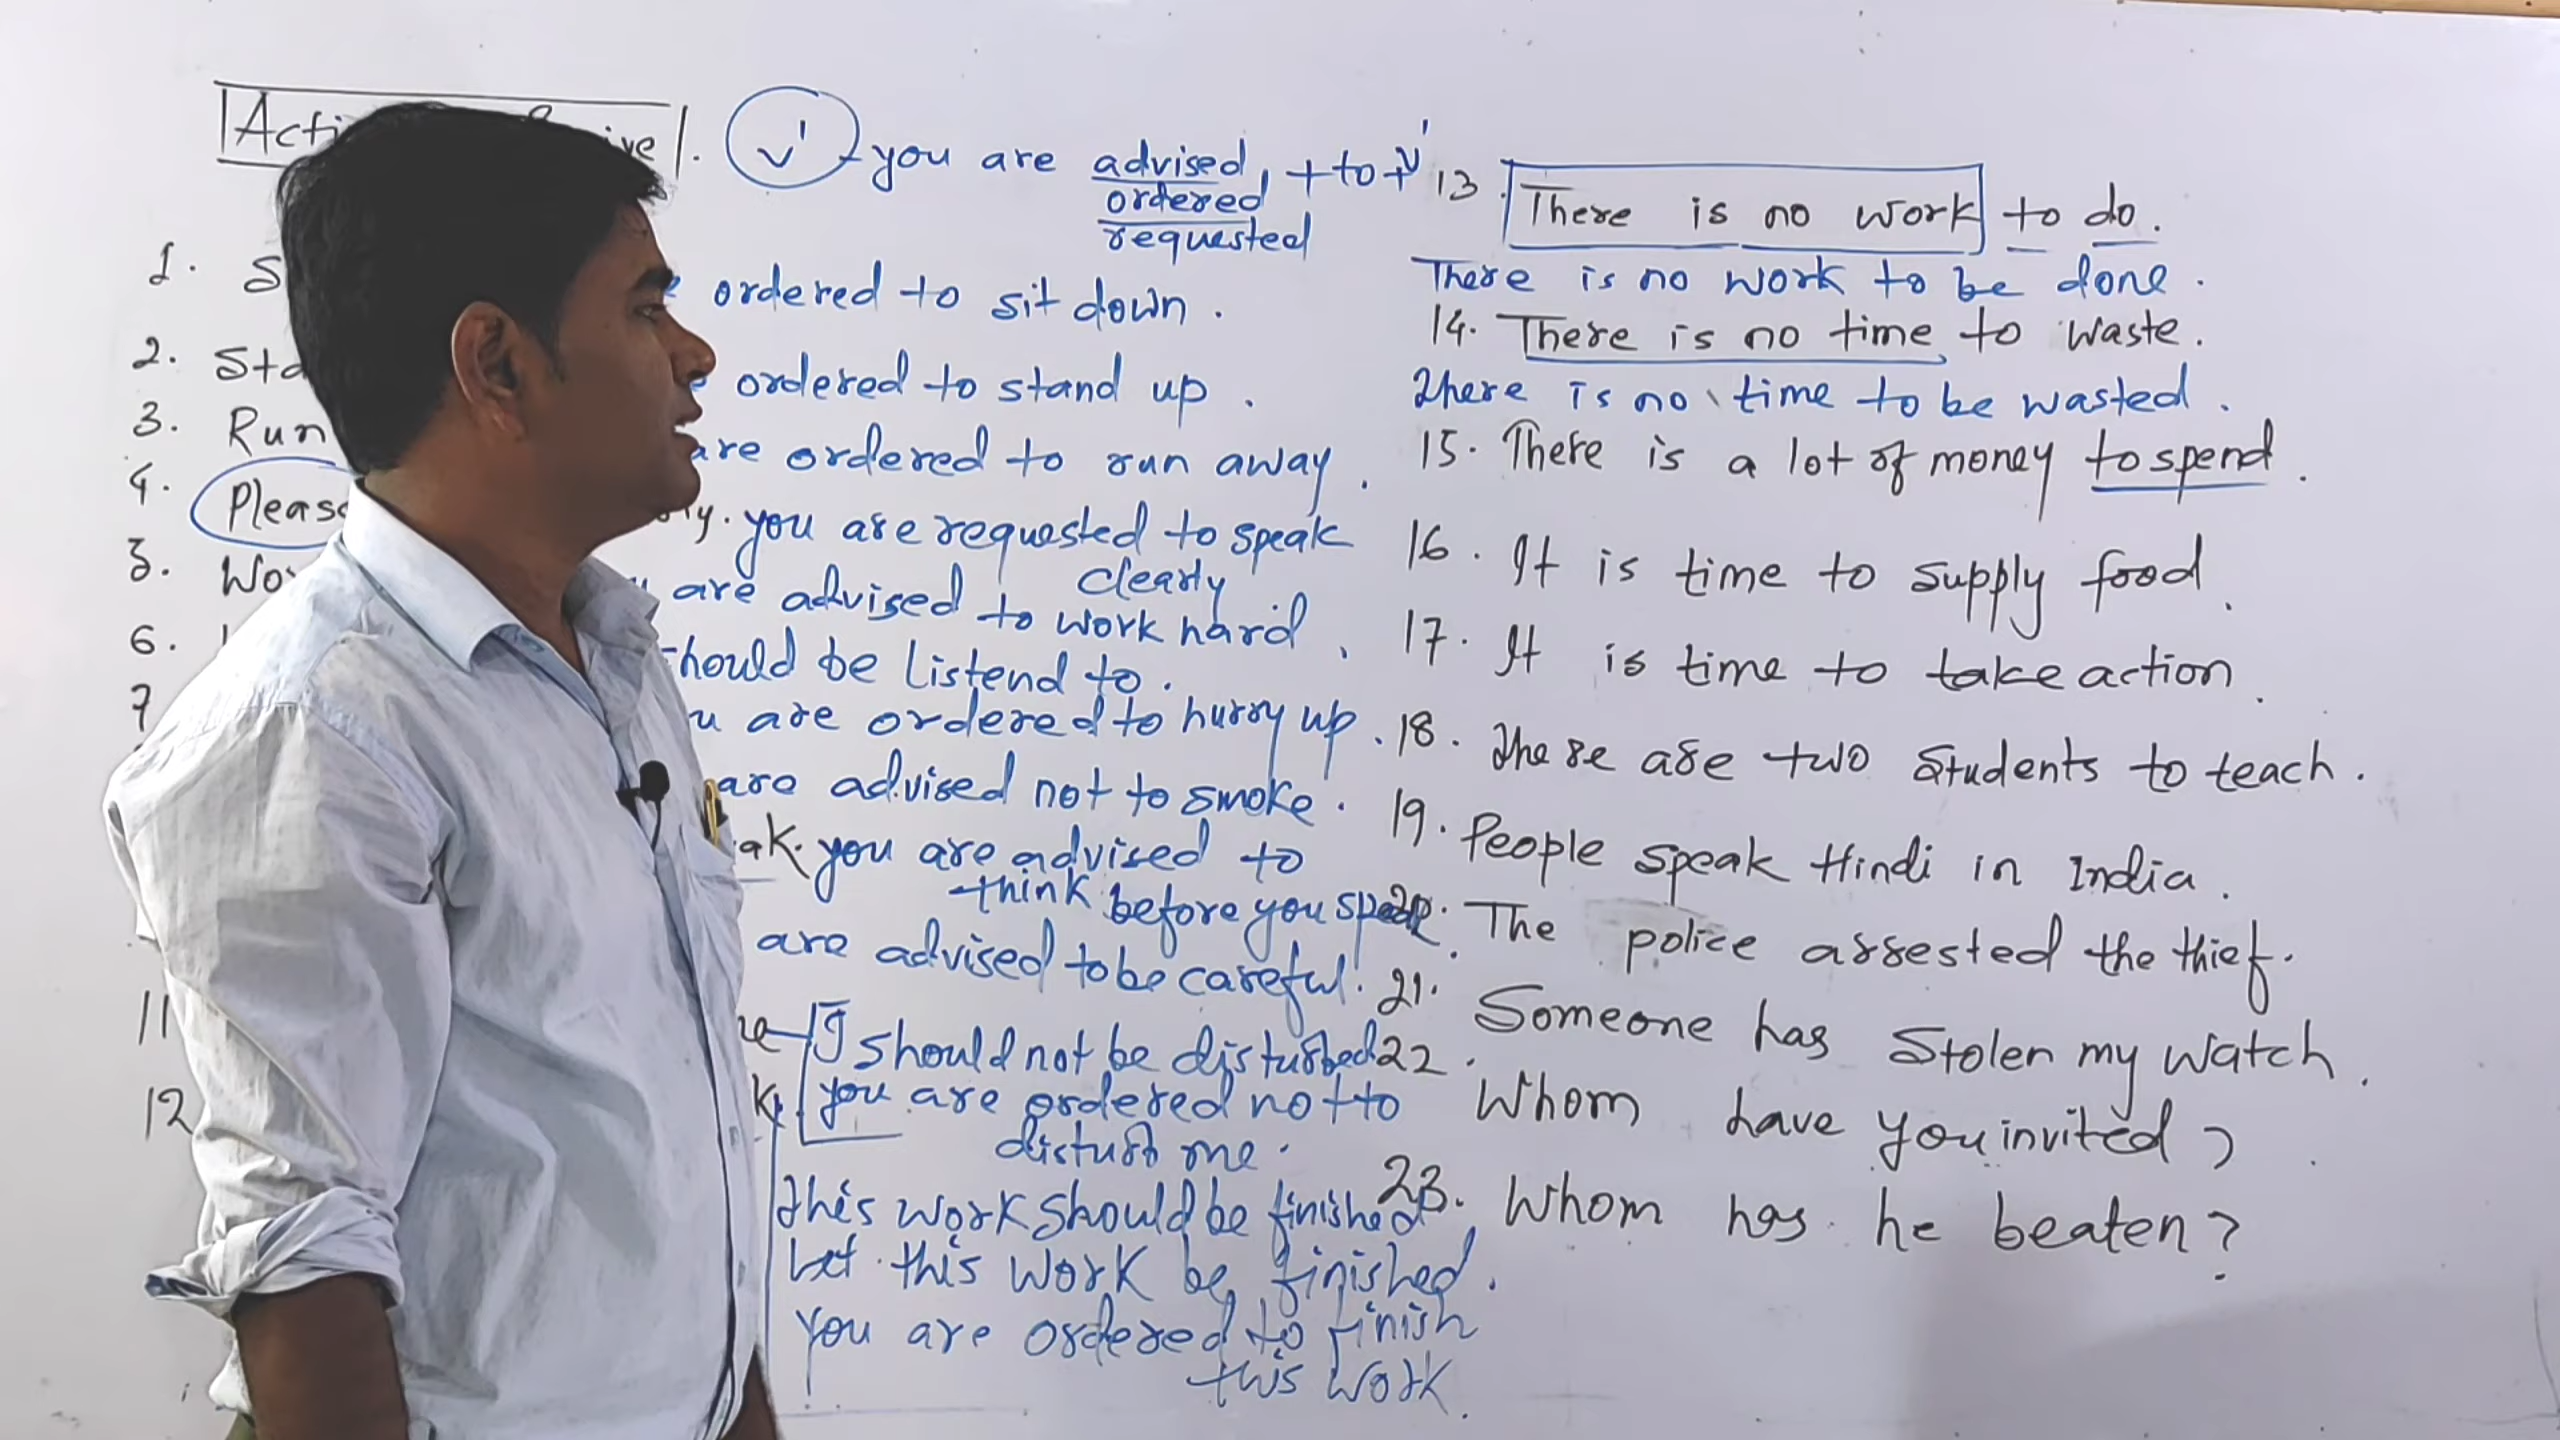 Acti ive
V' - you are advised + to + V'
ordered
requested
1. S ordered to sit down.
2. Sta ordered to stand up.
3. Run are ordered to run away.
4. Please ly. you are requested to speak
clearly
5. Wo are advised to work hard.
6. should be Listend to.
7 are ordered to hurry up.
are advised not to smoke.
ak. you are advised to
think before you speak.
are advised to be careful.
11 I should not be disturbed
12 you are ordered not to
disturb me.
This work should be finished
Let this work be finished.
You are ordered to finish
this work.
13. There is no work to do.
There is no work to be done.
14. There is no time to waste.
There is no time to be wasted.
15. There is a lot of money to spend.
16. It is time to supply food.
17. It is time to take action.
18. There are two students to teach.
19. People speak Hindi in India.
20. The police arrested the thief.
21. Someone has stolen my watch.
22. Whom have you invited?
23. Whom has he beaten?